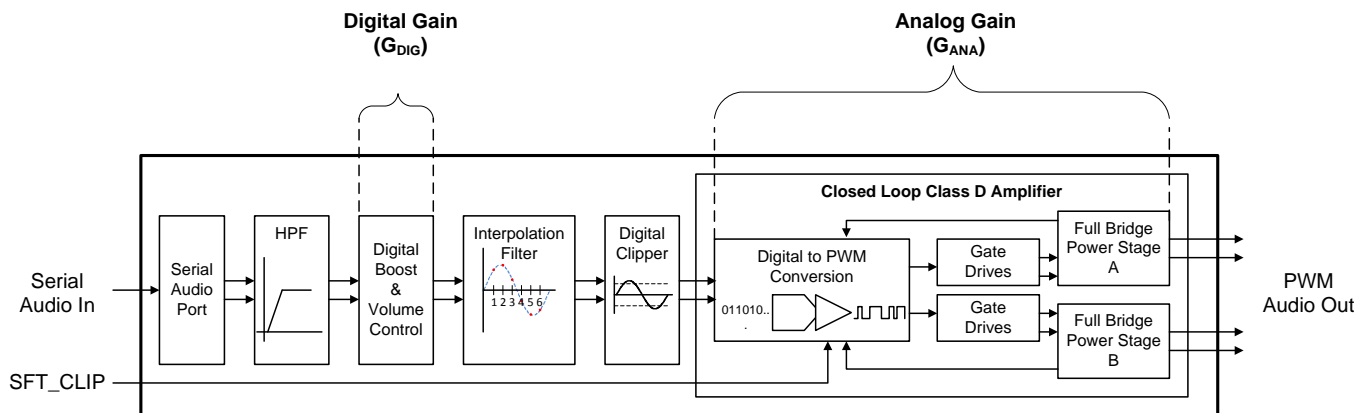 Digital Gain
(G_DIG)
Analog Gain
(G_ANA)
Closed Loop Class D Amplifier
Serial
Audio In
Serial
Audio
Port
HPF
Digital
Boost
&
Volume
Control
Interpolation
Filter
1 2 3 4 5 6
Digital
Clipper
Digital to PWM
Conversion
011010..
.
Gate
Drives
Gate
Drives
Full Bridge
Power Stage
A
Full Bridge
Power Stage
B
PWM
Audio Out
SFT_CLIP